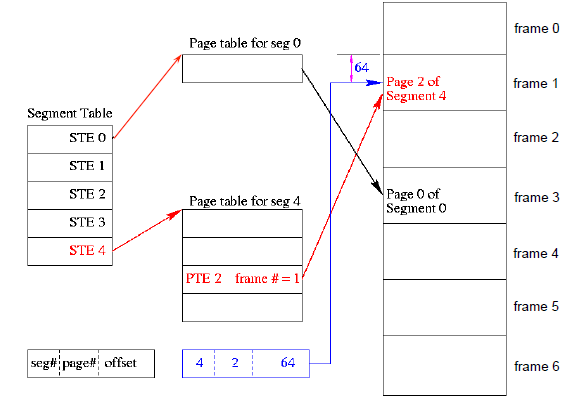 Page table for seg 0
frame 0
64
Page 2 of
Segment 4
frame 1
Segment Table
STE 0
STE 1
STE 2
STE 3
STE 4
frame 2
Page table for seg 4
Page 0 of
Segment 0
frame 3
PTE 2 frame # = 1
frame 4
frame 5
seg# page# offset
4 2 64
frame 6